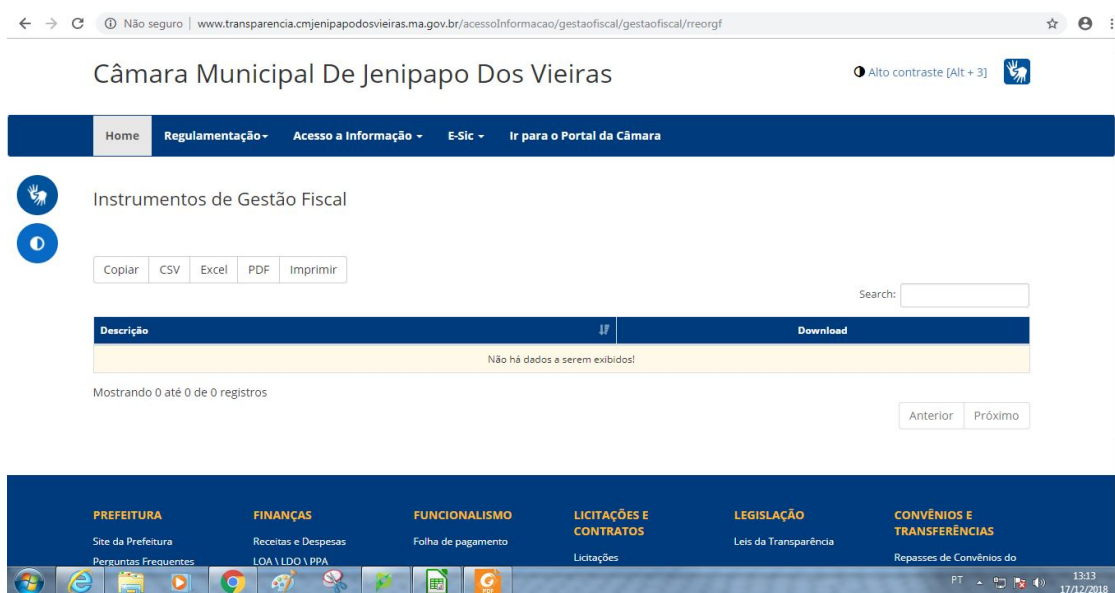 Não seguro | www.transparencia.cmjenipapodosvieiras.ma.gov.br/acessoInformacao/gestaofiscal/gestaofiscal/rreorgf
Câmara Municipal De Jenipapo Dos Vieiras
Alto contraste [Alt + 3]
Home Regulamentação Acesso a Informação E-Sic Ir para o Portal da Câmara
Instrumentos de Gestão Fiscal
Copiar CSV Excel PDF Imprimir
Search:
Descrição Download
Não há dados a serem exibidos!
Mostrando 0 até 0 de 0 registros
Anterior Próximo
PREFEITURA FINANÇAS FUNCIONALISMO LICITAÇÕES E CONTRATOS LEGISLAÇÃO CONVÊNIOS E TRANSFERÊNCIAS
Site da Prefeitura Receitas e Despesas Folha de pagamento Licitações Leis da Transparência Repasses de Convênios do
Perguntas Frequentes LOA \ LDO \ PPA
PDF
PT 13:13
17/12/2018